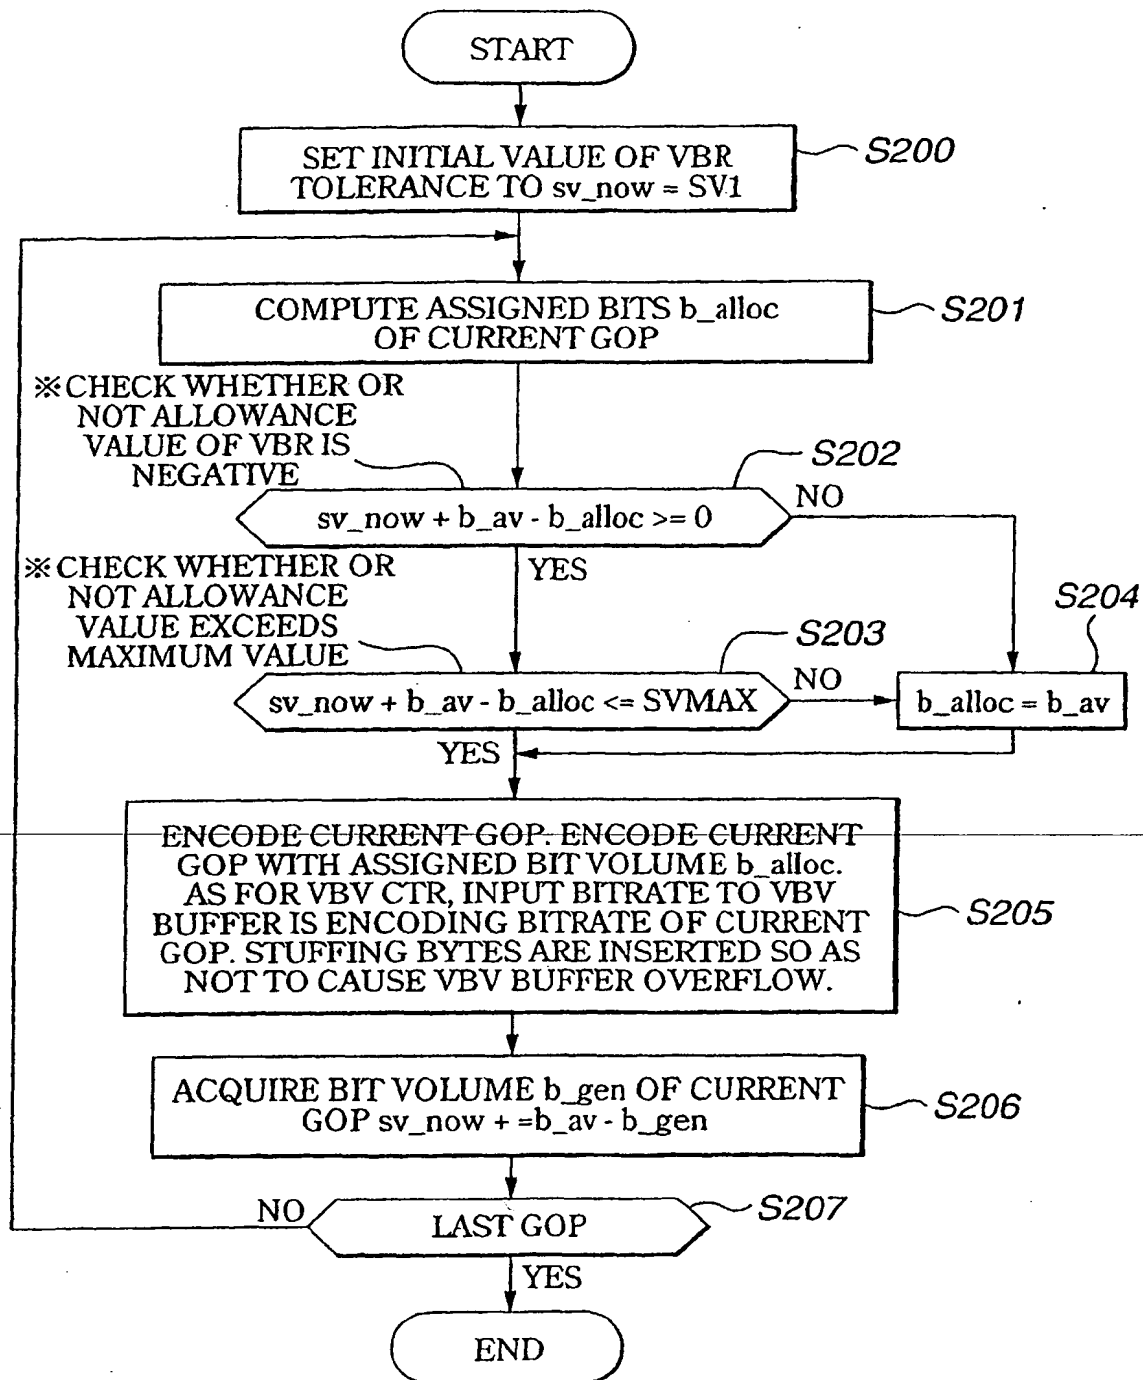 START
SET INITIAL VALUE OF VBR
TOLERANCE TO sv_now = SV1
S200
COMPUTE ASSIGNED BITS b_alloc
OF CURRENT GOP
S201
※CHECK WHETHER OR
NOT ALLOWANCE
VALUE OF VBR IS
NEGATIVE
S202
sv_now + b_av - b_alloc >= 0
NO
YES
※CHECK WHETHER OR
NOT ALLOWANCE
VALUE EXCEEDS
MAXIMUM VALUE
S203
sv_now + b_av - b_alloc <= SVMAX
NO
S204
b_alloc = b_av
YES
ENCODE CURRENT GOP. ENCODE CURRENT
GOP WITH ASSIGNED BIT VOLUME b_alloc.
AS FOR VBV CTR, INPUT BITRATE TO VBV
BUFFER IS ENCODING BITRATE OF CURRENT
GOP. STUFFING BYTES ARE INSERTED SO AS
NOT TO CAUSE VBV BUFFER OVERFLOW.
S205
ACQUIRE BIT VOLUME b_gen OF CURRENT
GOP sv_now + =b_av - b_gen
S206
LAST GOP
S207
NO
YES
END